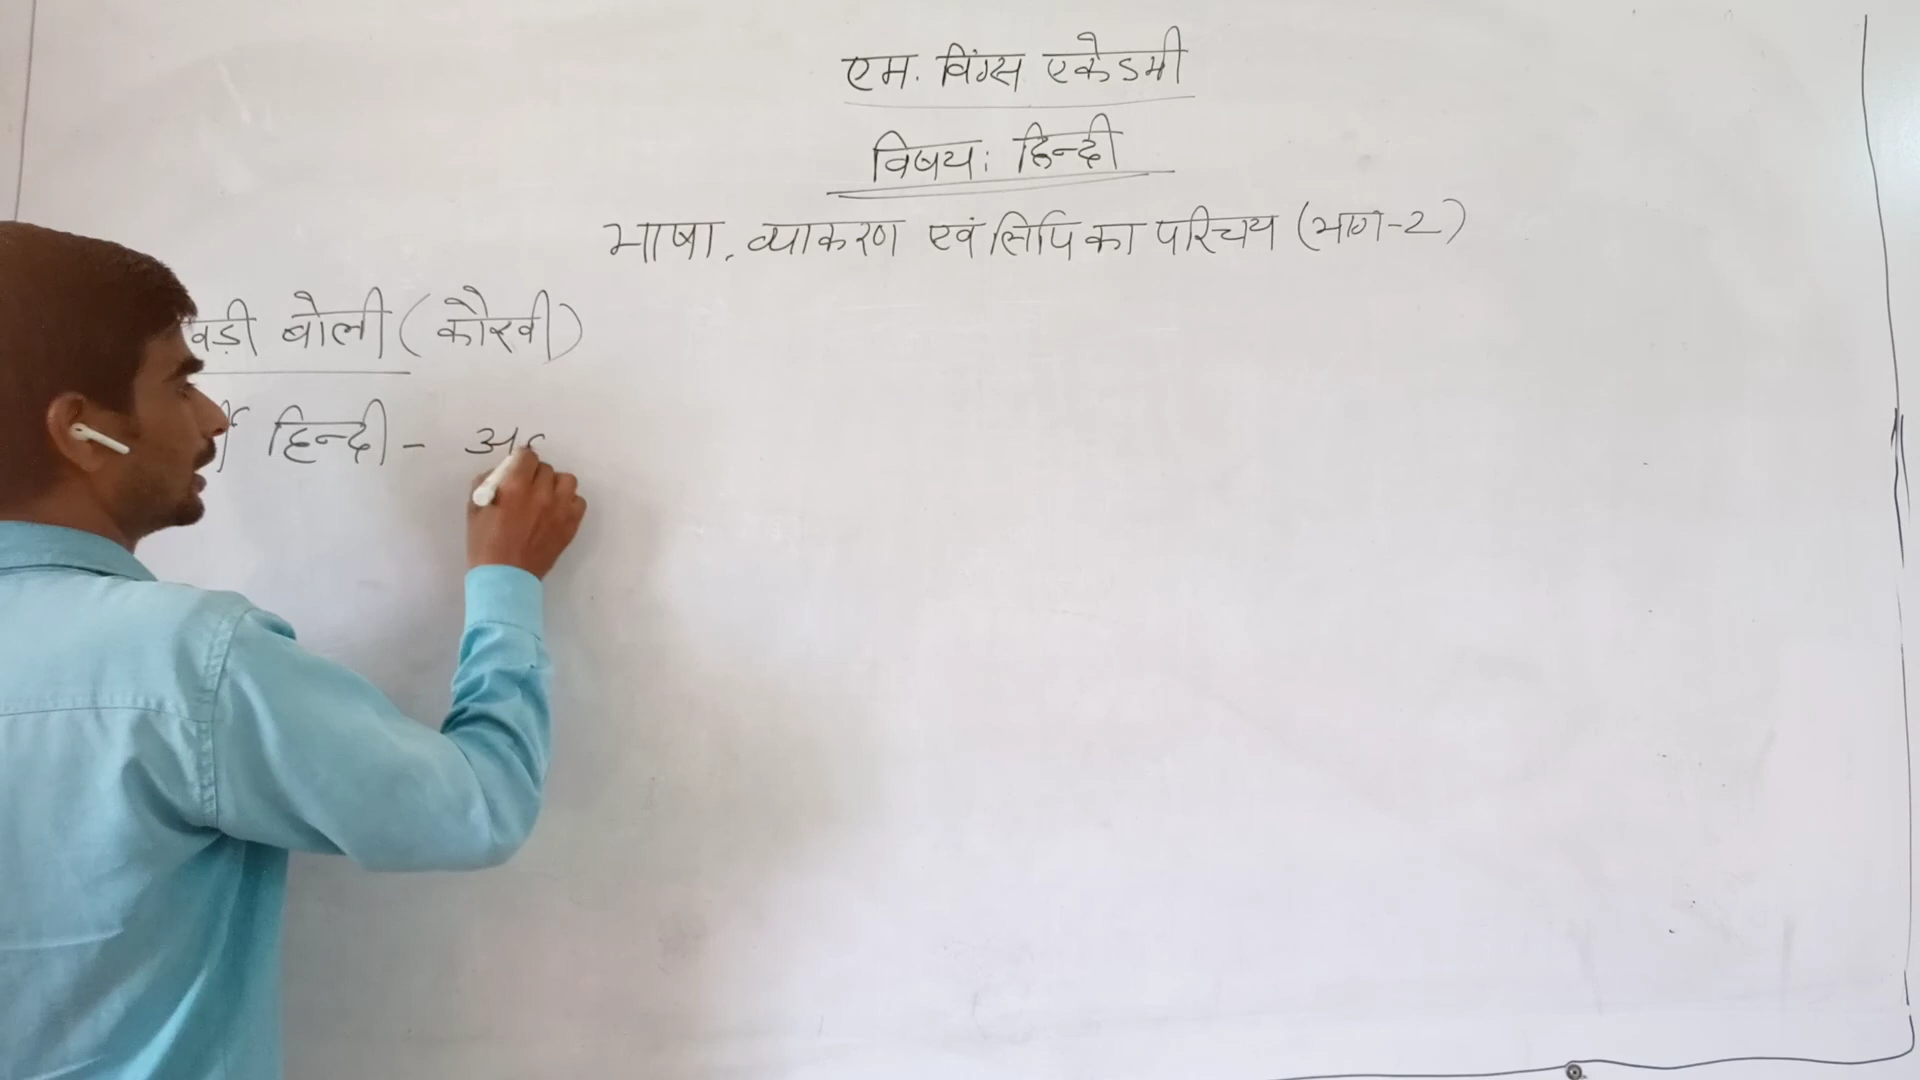 एम. विंग्स एकेडमी
विषय: हिन्दी
भाषा, व्याकरण एवं लिपि का परिचय (भाग-2)
बोली (कौरवी)
हिन्दी -